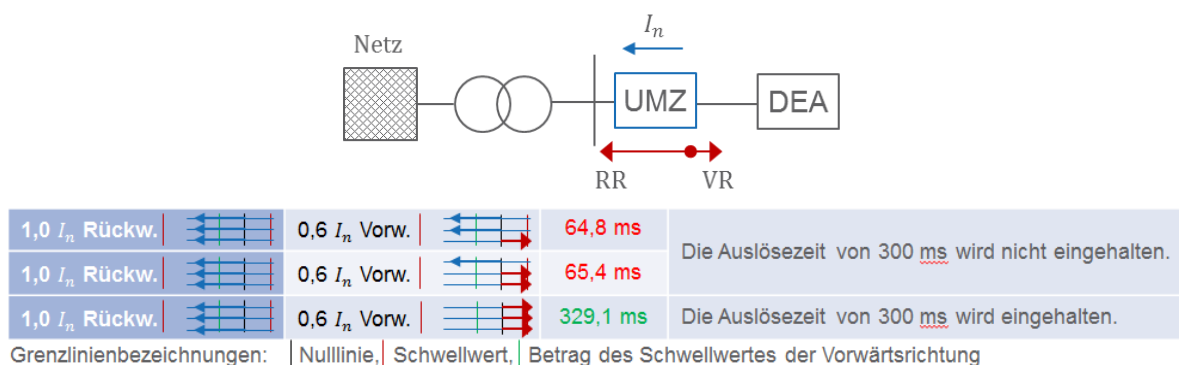 Netz
I_n
UMZ
DEA
RR
VR
1,0 I_n Rückw.
0,6 I_n Vorw.
64,8 ms
Die Auslösezeit von 300 ms wird nicht eingehalten.
1,0 I_n Rückw.
0,6 I_n Vorw.
65,4 ms
1,0 I_n Rückw.
0,6 I_n Vorw.
329,1 ms
Die Auslösezeit von 300 ms wird eingehalten.
Grenzlinienbezeichnungen: | Nulllinie, | Schwellwert, | Betrag des Schwellwertes der Vorwärtsrichtung